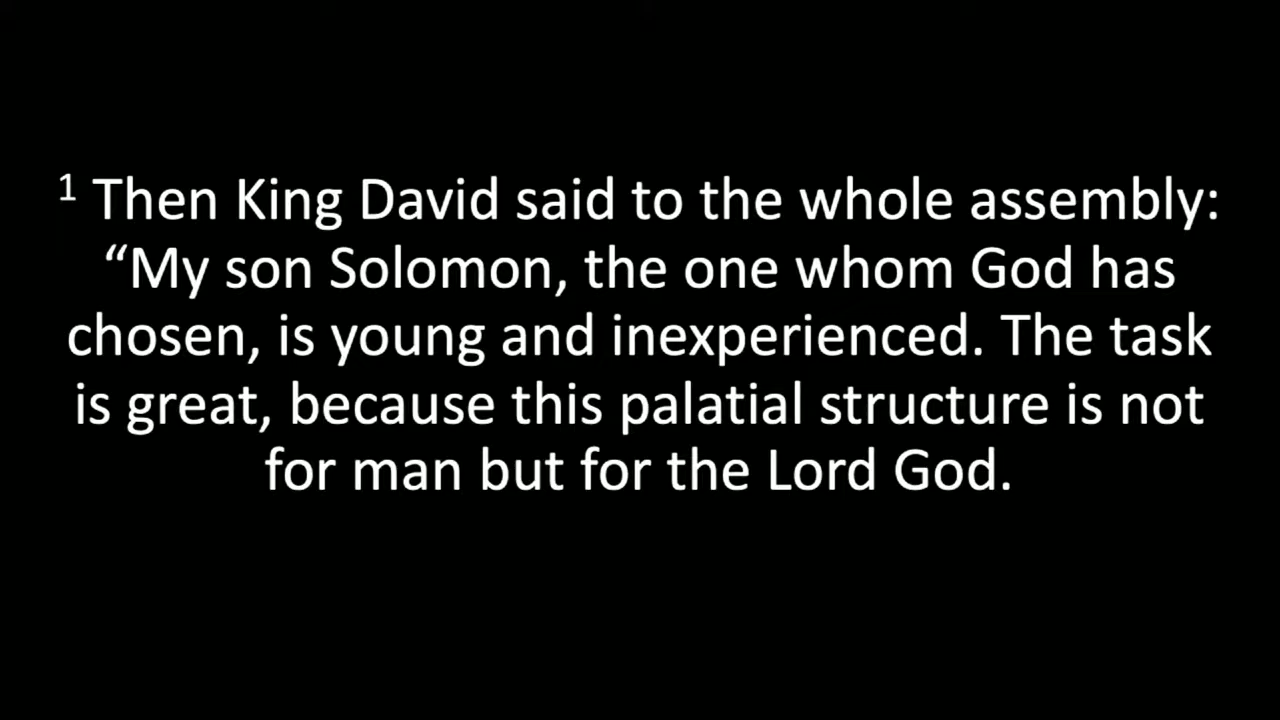 1 Then King David said to the whole assembly:
“My son Solomon, the one whom God has
chosen, is young and inexperienced. The task
is great, because this palatial structure is not
for man but for the Lord God.